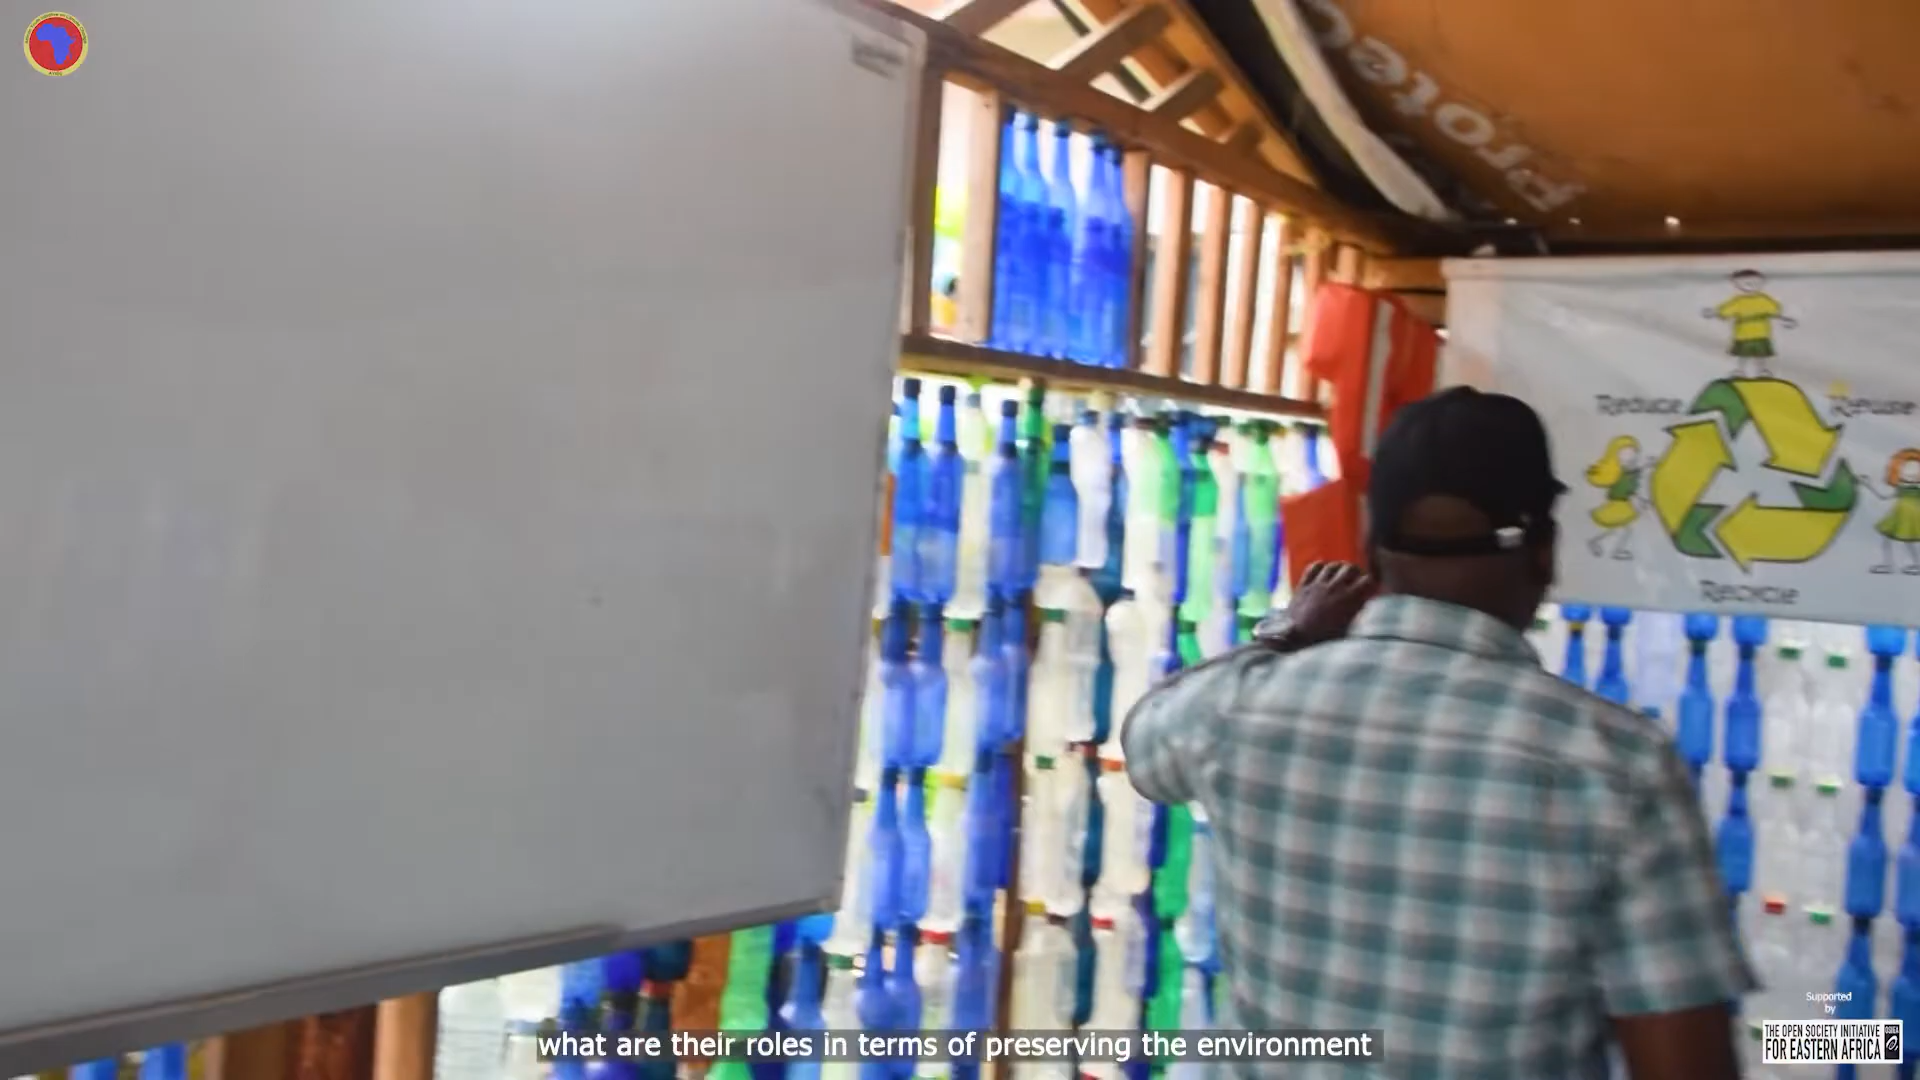 Protec
Reduce
Reuse
Recycle
what are their roles in terms of preserving the environment
Supported
by
THE OPEN SOCIETY INITIATIVE
FOR EASTERN AFRICA